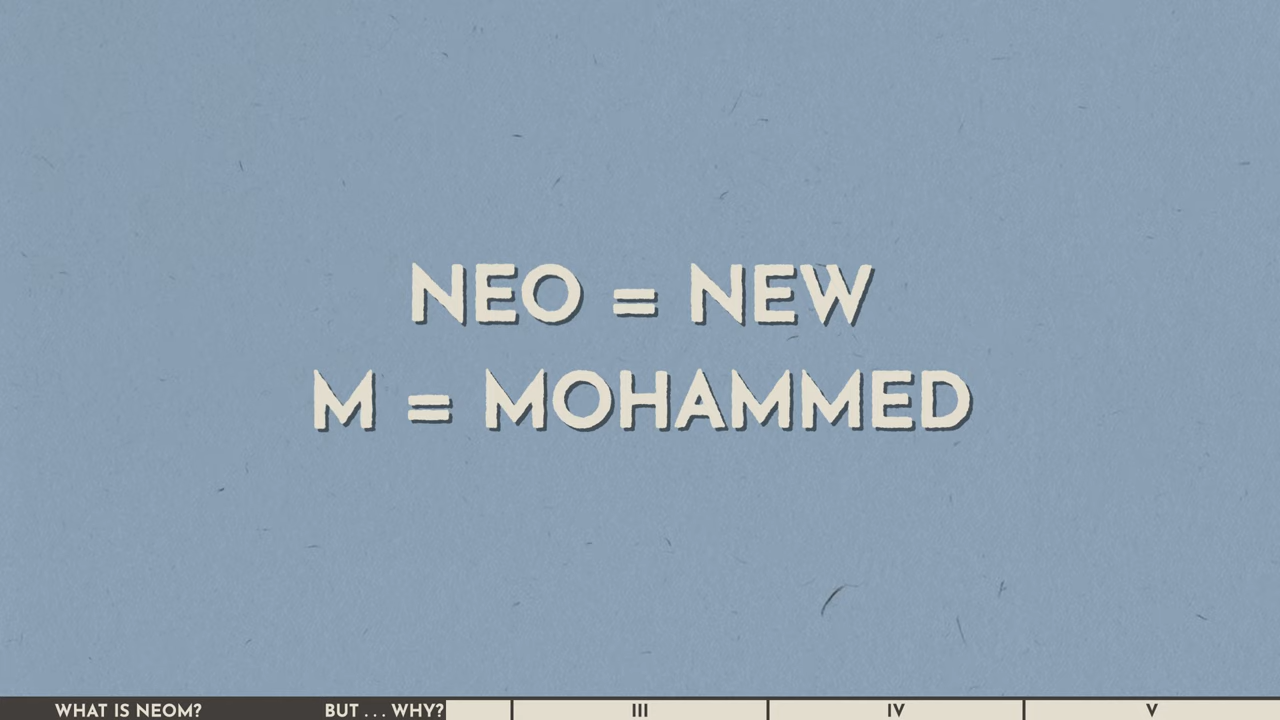 NEO = NEW
M = MOHAMMED
WHAT IS NEOM? BUT . . . WHY? III IV V